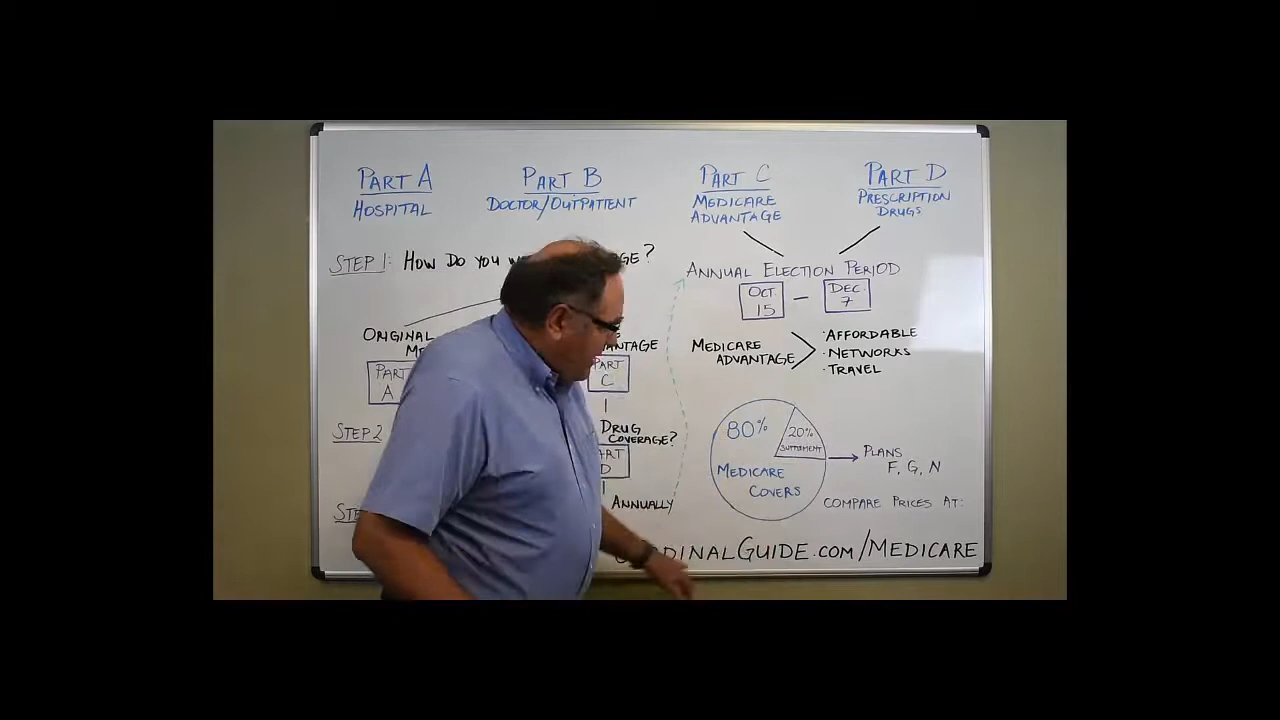 PART A
HOSPITAL
PART B
DOCTOR/OUTPATIENT
PART C
MEDICARE
ADVANTAGE
PART D
PRESCRIPTION
DRUGS
STEP 1: HOW DO YOU
ORIGINAL
PART
A
PART
C
STEP 2
DRUG
COVERAGE?
D
ANNUALLY
ANNUAL ELECTION PERIOD
OCT. 15 - DEC. 7
MEDICARE
ADVANTAGE
· AFFORDABLE
· NETWORKS
· TRAVEL
80%
MEDICARE
COVERS
20%
SUPPLEMENT
PLANS
F, G, N
COMPARE PRICES AT:
CARDINALGUIDE.COM/MEDICARE